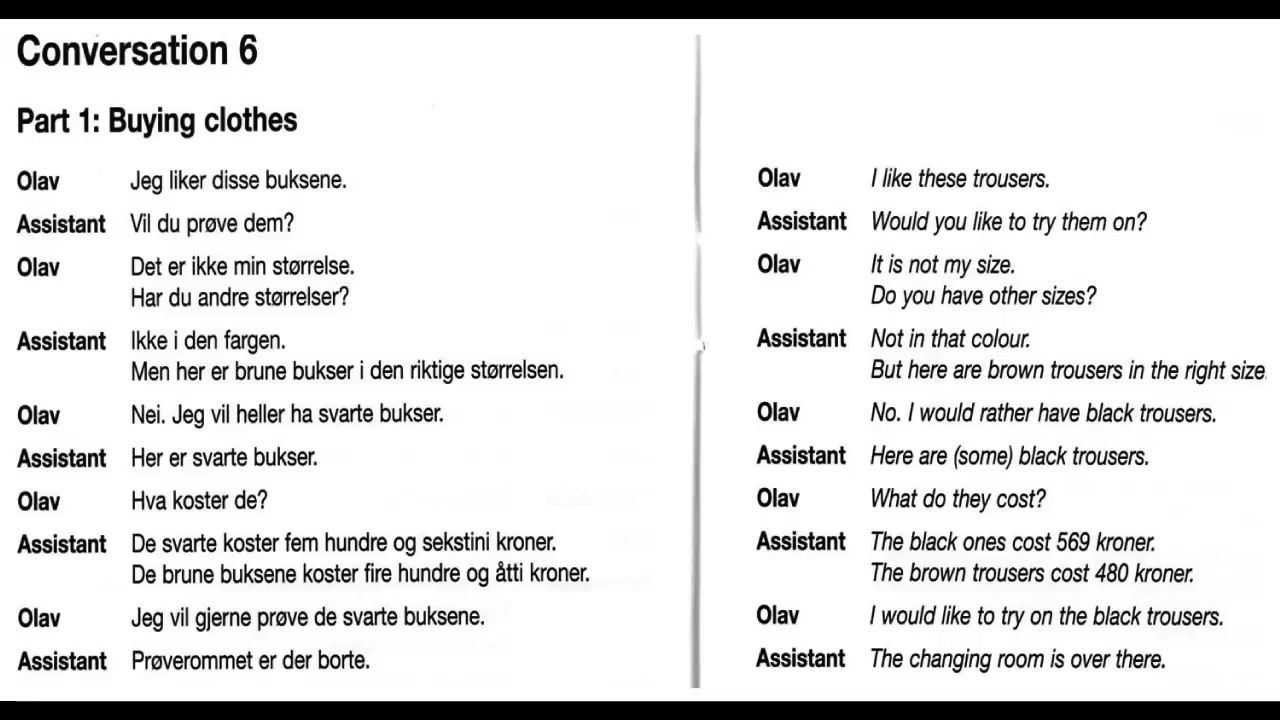 Conversation 6
Part 1: Buying clothes
Olav Jeg liker disse buksene.
Assistant Vil du prøve dem?
Olav Det er ikke min størrelse.
Har du andre størrelser?
Assistant Ikke i den fargen.
Men her er brune bukser i den riktige størrelsen.
Olav Nei. Jeg vil heller ha svarte bukser.
Assistant Her er svarte bukser.
Olav Hva koster de?
Assistant De svarte koster fem hundre og sekstini kroner.
De brune buksene koster fire hundre og åtti kroner.
Olav Jeg vil gjerne prøve de svarte buksene.
Assistant Prøverommet er der borte.
Olav I like these trousers.
Assistant Would you like to try them on?
Olav It is not my size.
Do you have other sizes?
Assistant Not in that colour.
But here are brown trousers in the right size
Olav No. I would rather have black trousers.
Assistant Here are (some) black trousers.
Olav What do they cost?
Assistant The black ones cost 569 kroner.
The brown trousers cost 480 kroner.
Olav I would like to try on the black trousers.
Assistant The changing room is over there.